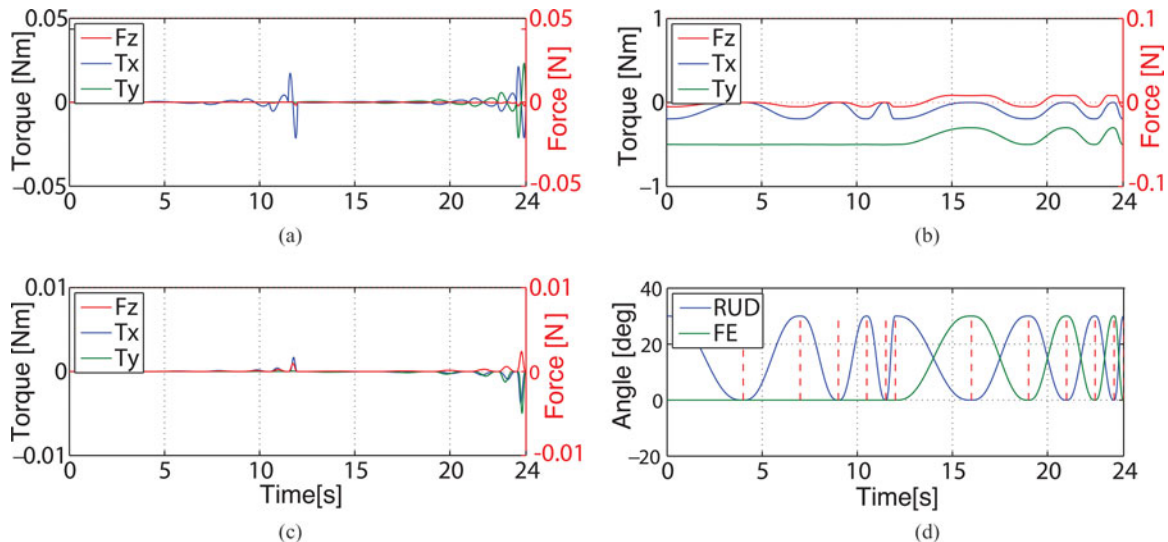 0.05
0
−0.05
Torque [Nm]
Fz
Tx
Ty
0.05
0
-0.05
Force [N]
0 5 10 15 20 24
(a)
1
0
−1
Torque [Nm]
Fz
Tx
Ty
0.1
0
-0.1
Force [N]
0 5 10 15 20 24
(b)
0.01
0
0.01
Torque [Nm]
Fz
Tx
Ty
0.01
0
-0.01
Force [N]
0 5 10 15 20 24
Time[s]
(c)
40
20
0
−20
Angle [deg]
RUD
FE
0 5 10 15 20 24
Time[s]
(d)